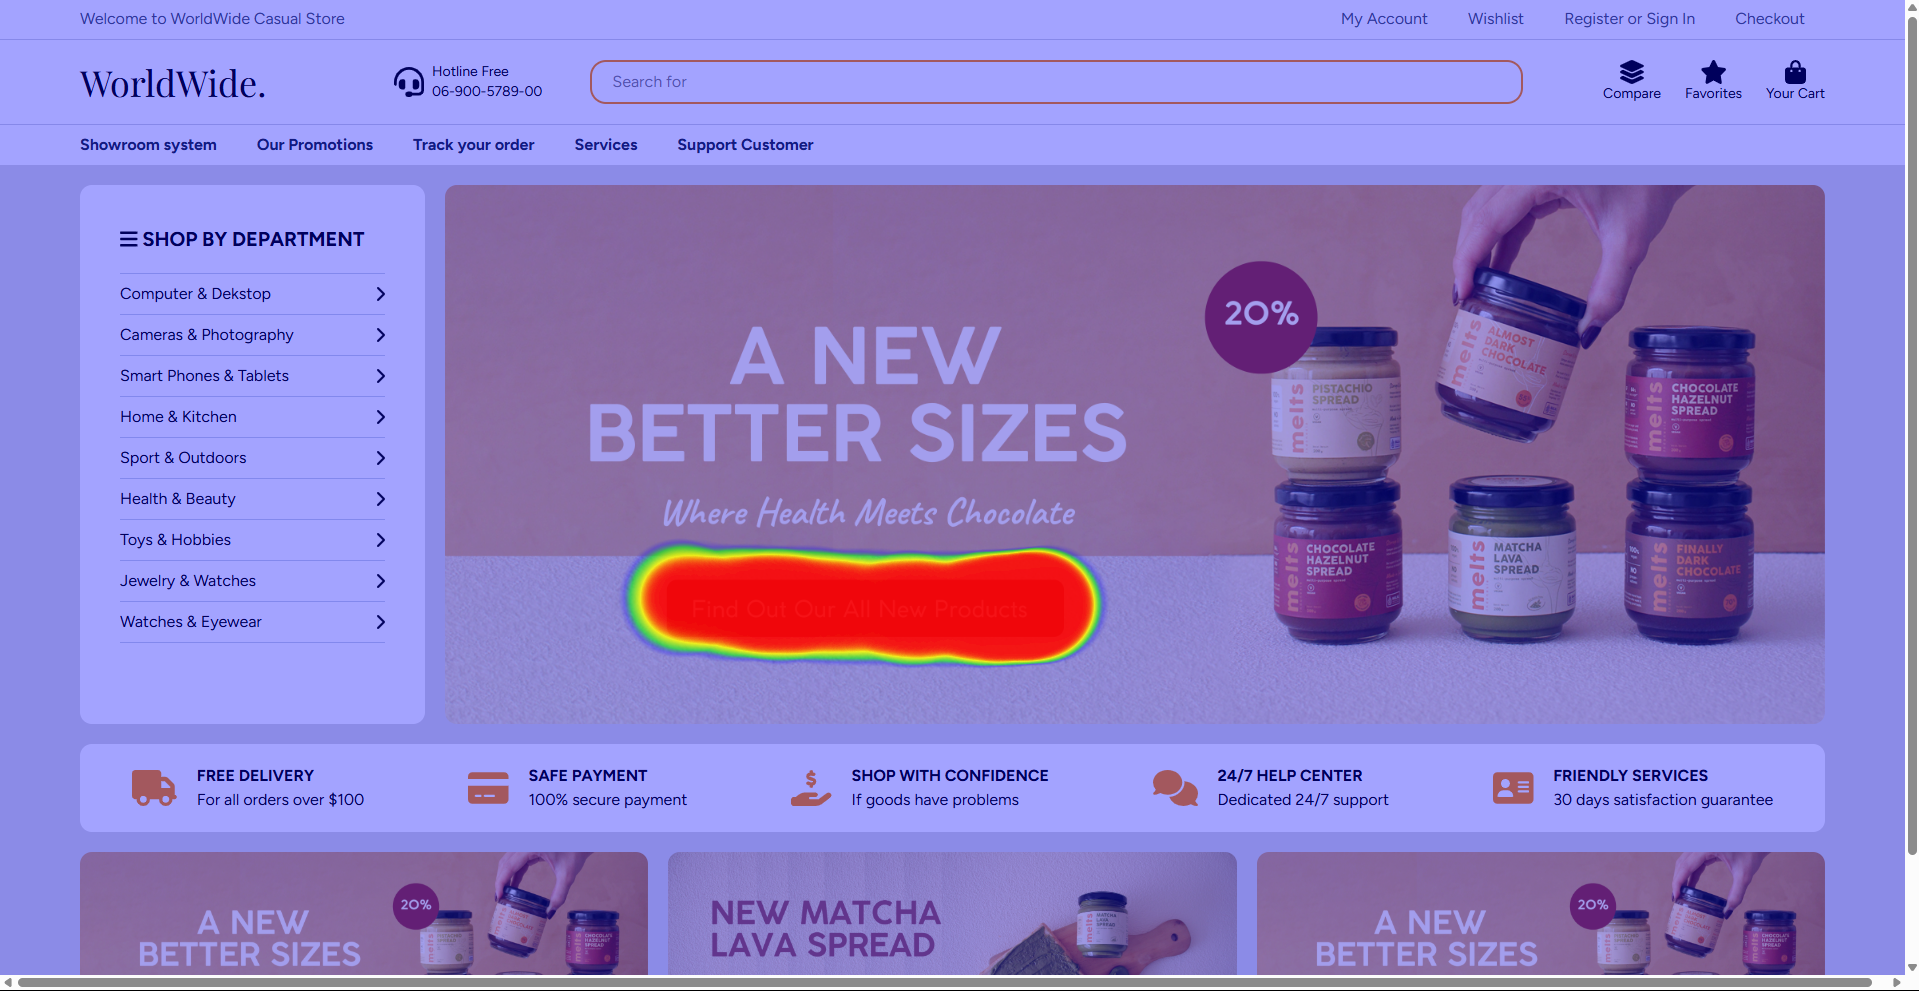 Welcome to WorldWide Casual Store
My Account
Wishlist
Register or Sign In
Checkout
WorldWide.
Hotline Free
06-900-5789-00
Search for
Compare
Favorites
Your Cart
Showroom system
Our Promotions
Track your order
Services
Support Customer
SHOP BY DEPARTMENT
Computer & Dekstop
Cameras & Photography
Smart Phones & Tablets
Home & Kitchen
Sport & Outdoors
Health & Beauty
Toys & Hobbies
Jewelry & Watches
Watches & Eyewear
A NEW
BETTER SIZES
Where Health Meets Chocolate
Find Out Our All New Products
20%
melts
PISTACHIO
SPREAD
melts
ALMOST
DARK
CHOCOLATE
melts
CHOCOLATE
HAZELNUT
SPREAD
melts
CHOCOLATE
HAZELNUT
SPREAD
melts
MATCHA
LAVA
SPREAD
melts
FINALLY
DARK
CHOCOLATE
FREE DELIVERY
For all orders over $100
SAFE PAYMENT
100% secure payment
SHOP WITH CONFIDENCE
If goods have problems
24/7 HELP CENTER
Dedicated 24/7 support
FRIENDLY SERVICES
30 days satisfaction guarantee
A NEW
BETTER SIZES
20%
NEW MATCHA
LAVA SPREAD
A NEW
BETTER SIZES
20%